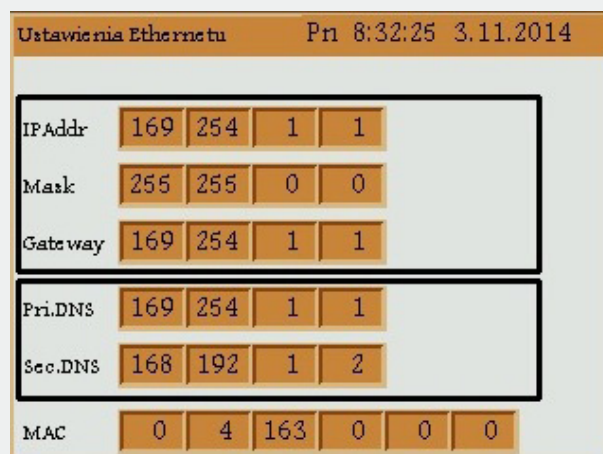 Ustawienia Ethernetu Pn 8:32:25 3.11.2014
IPAddr 169 254 1 1
Mask 255 255 0 0
Gateway 169 254 1 1
Pri.DNS 169 254 1 1
Sec.DNS 168 192 1 2
MAC 0 4 163 0 0 0